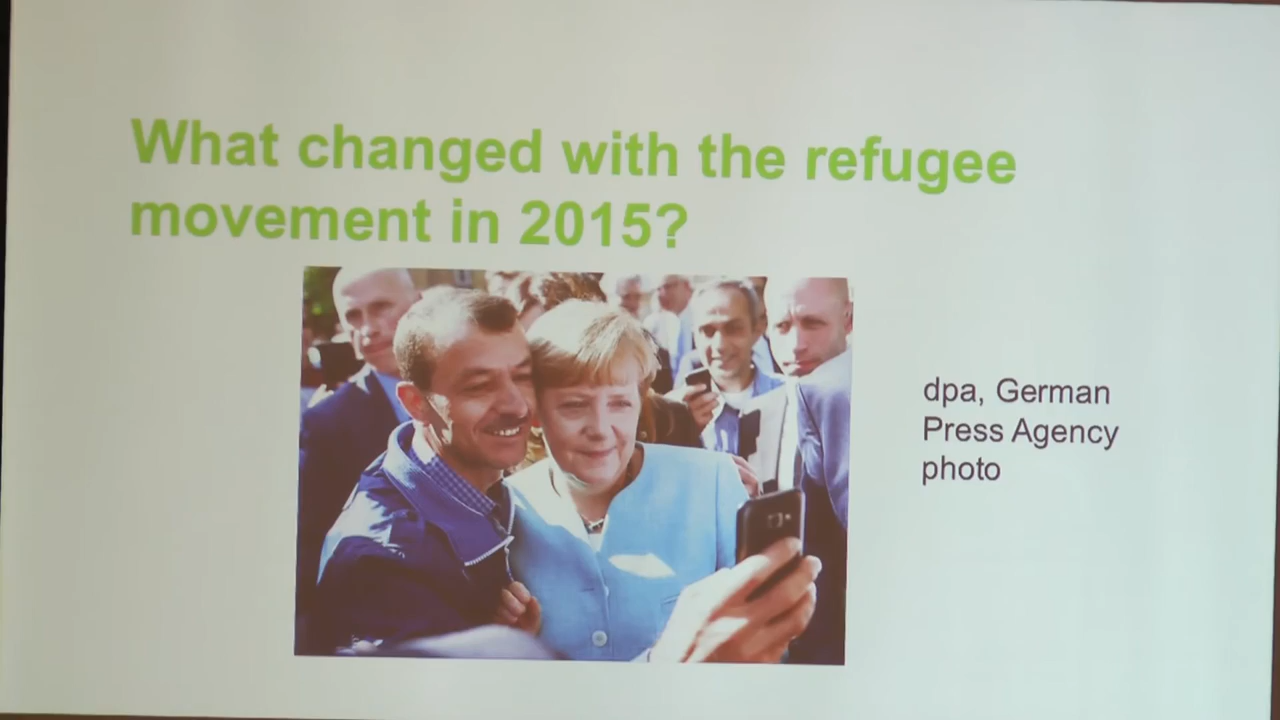 What changed with the refugee
movement in 2015?
dpa, German
Press Agency
photo